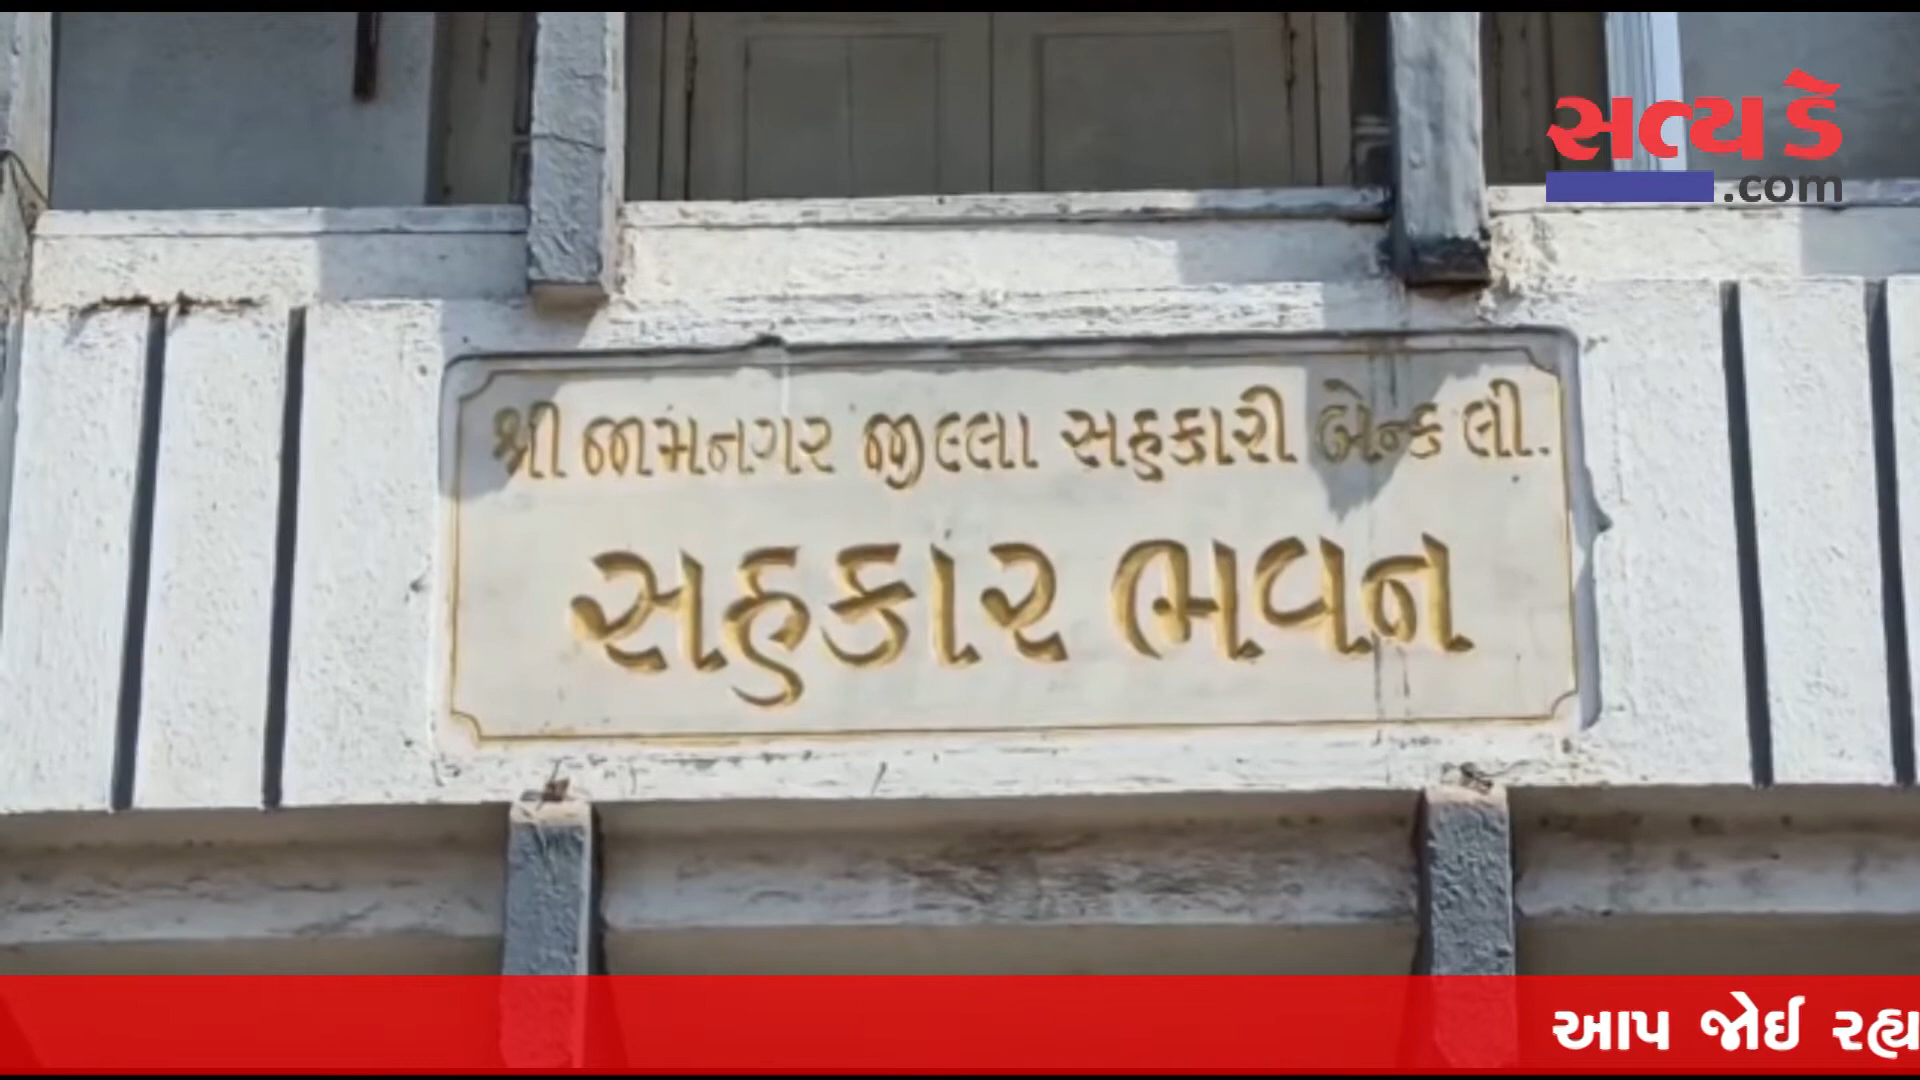 સત્ય ડે
.com
શ્રી જામનગર જીલ્લા સહકારી બેન્ક લી.
સહકાર ભવન
આપ જોઈ રહ્ય